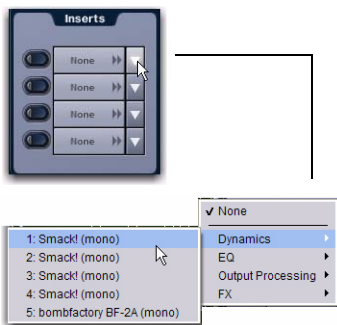 Inserts
None
None
None
None
✓ None
Dynamics
EQ
Output Processing
FX
1: Smack! (mono)
2: Smack! (mono)
3: Smack! (mono)
4: Smack! (mono)
5: bombfactory BF-2A (mono)